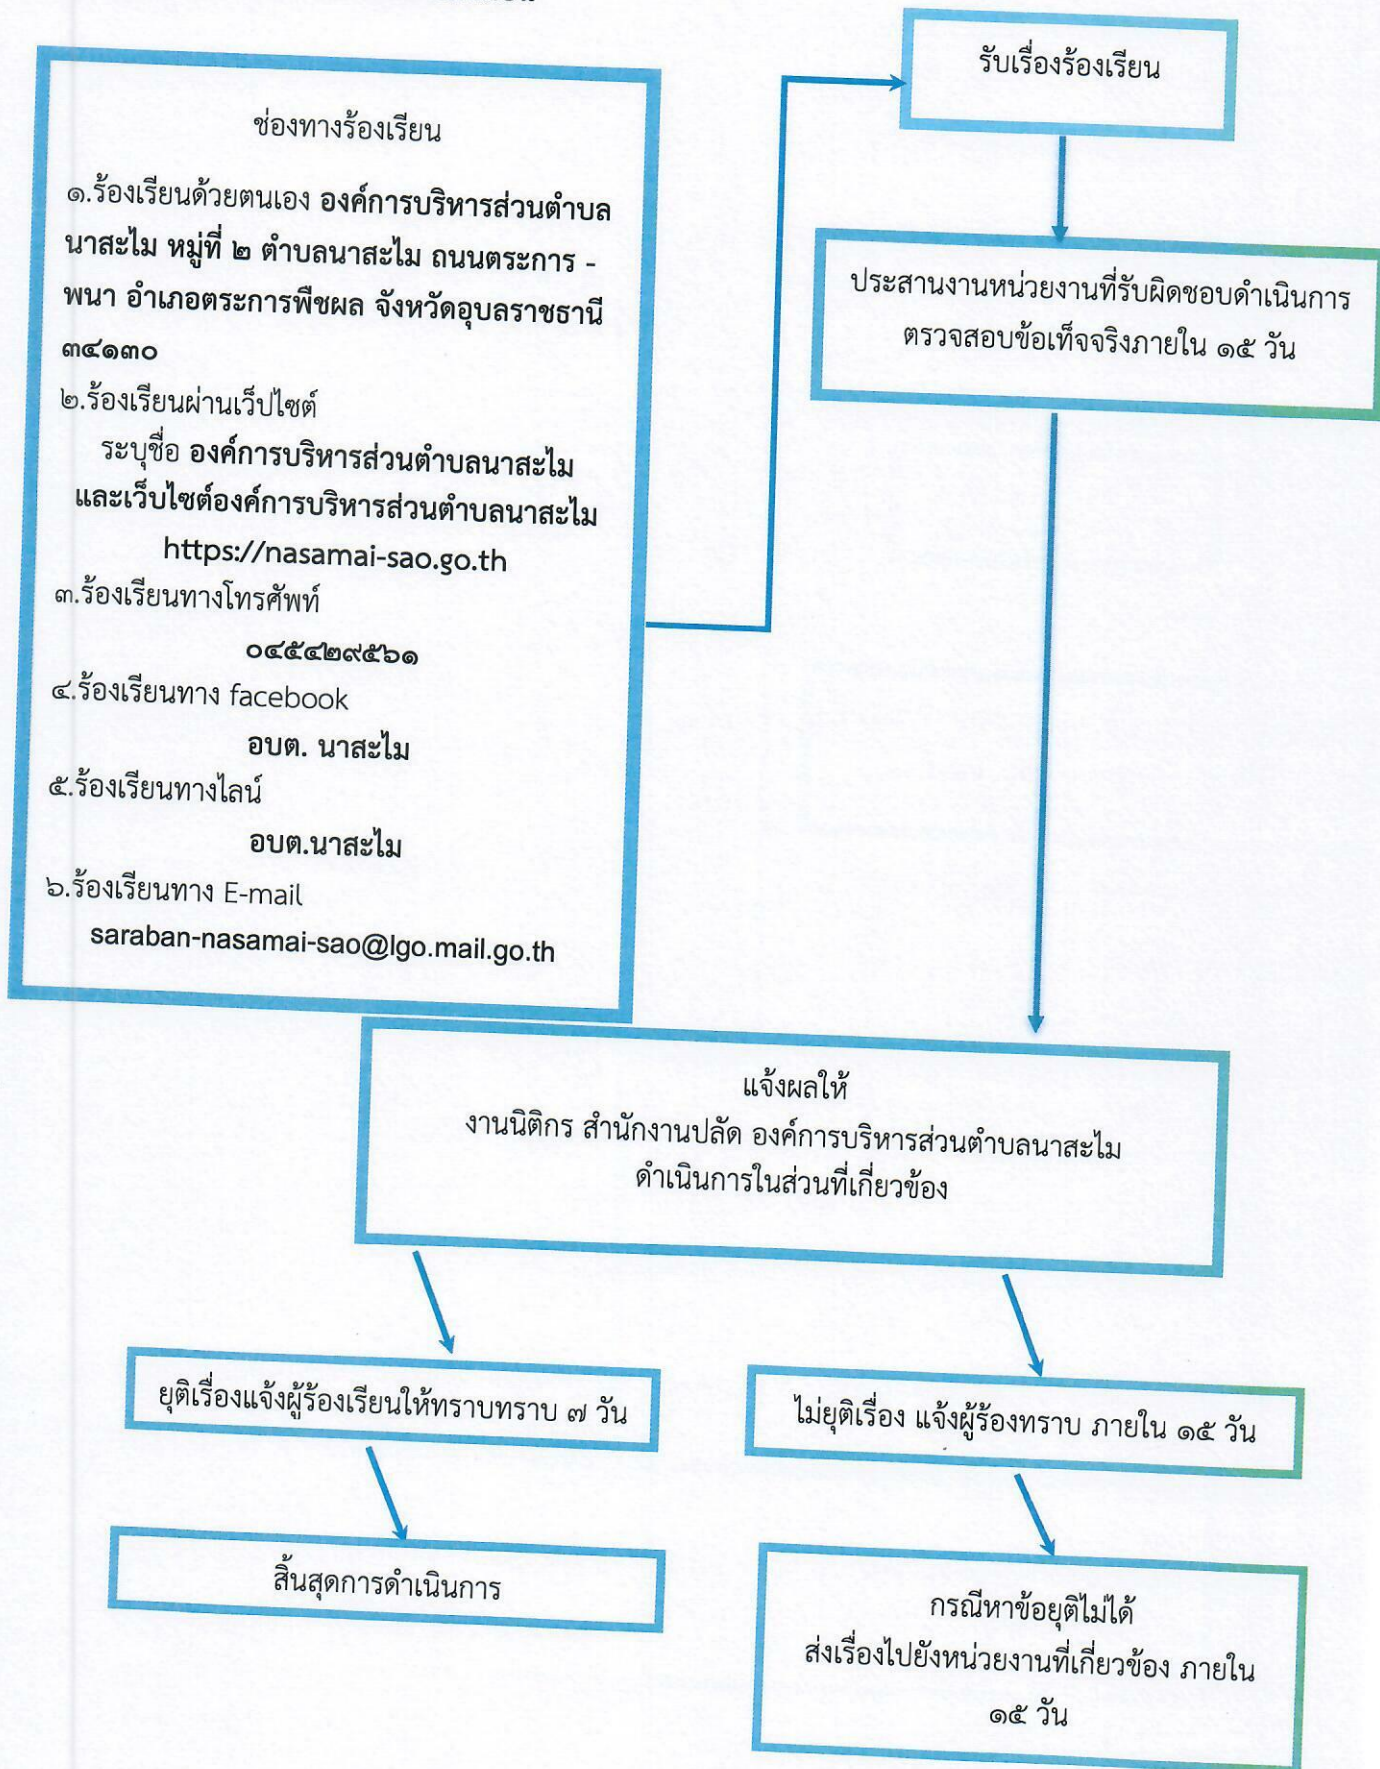 ช่องทางร้องเรียน
๑.ร้องเรียนด้วยตนเอง องค์การบริหารส่วนตำบล
นาสะไม หมู่ที่ ๒ ตำบลนาสะไม ถนนตระการ -
พนา อำเภอตระการพืชผล จังหวัดอุบลราชธานี
๓๔๑๓๐
๒.ร้องเรียนผ่านเว็ปไซต์
ระบุชื่อ องค์การบริหารส่วนตำบลนาสะไม
และเว็บไซต์องค์การบริหารส่วนตำบลนาสะไม
https://nasamai-sao.go.th
๓.ร้องเรียนทางโทรศัพท์
๐๔๕๔๒๙๕๖๑
๔.ร้องเรียนทาง facebook
อบต. นาสะไม
๕.ร้องเรียนทางไลน์
อบต.นาสะไม
๖.ร้องเรียนทาง E-mail
saraban-nasamai-sao@lgo.mail.go.th
รับเรื่องร้องเรียน
ประสานงานหน่วยงานที่รับผิดชอบดำเนินการ
ตรวจสอบข้อเท็จจริงภายใน ๑๕ วัน
แจ้งผลให้
งานนิติกร สำนักงานปลัด องค์การบริหารส่วนตำบลนาสะไม
ดำเนินการในส่วนที่เกี่ยวข้อง
ยุติเรื่องแจ้งผู้ร้องเรียนให้ทราบทราบ ๗ วัน
ไม่ยุติเรื่อง แจ้งผู้ร้องทราบ ภายใน ๑๕ วัน
สิ้นสุดการดำเนินการ
กรณีหาข้อยุติไม่ได้
ส่งเรื่องไปยังหน่วยงานที่เกี่ยวข้อง ภายใน
๑๕ วัน